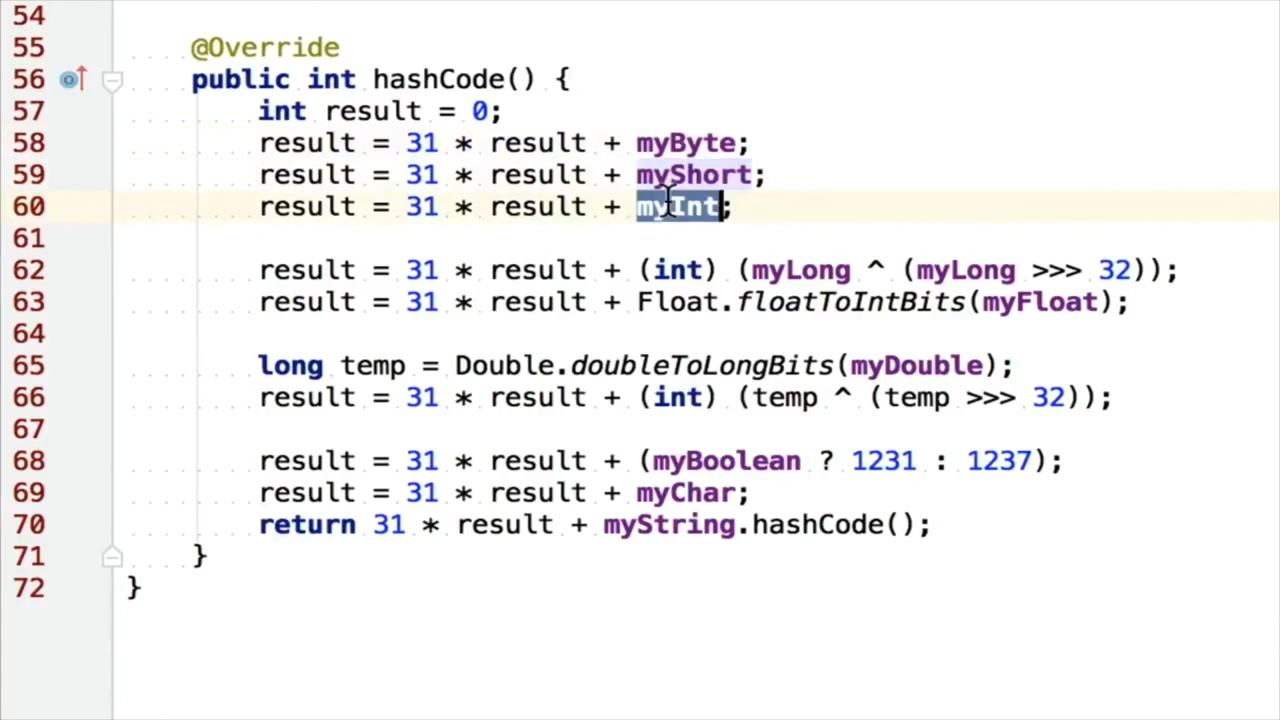 54
55 @Override
56 public int hashCode() {
57 int result = 0;
58 result = 31 * result + myByte;
59 result = 31 * result + myShort;
60 result = 31 * result + myInt;
61
62 result = 31 * result + (int) (myLong ^ (myLong >>> 32));
63 result = 31 * result + Float.floatToIntBits(myFloat);
64
65 long temp = Double.doubleToLongBits(myDouble);
66 result = 31 * result + (int) (temp ^ (temp >>> 32));
67
68 result = 31 * result + (myBoolean ? 1231 : 1237);
69 result = 31 * result + myChar;
70 return 31 * result + myString.hashCode();
71 }
72 }